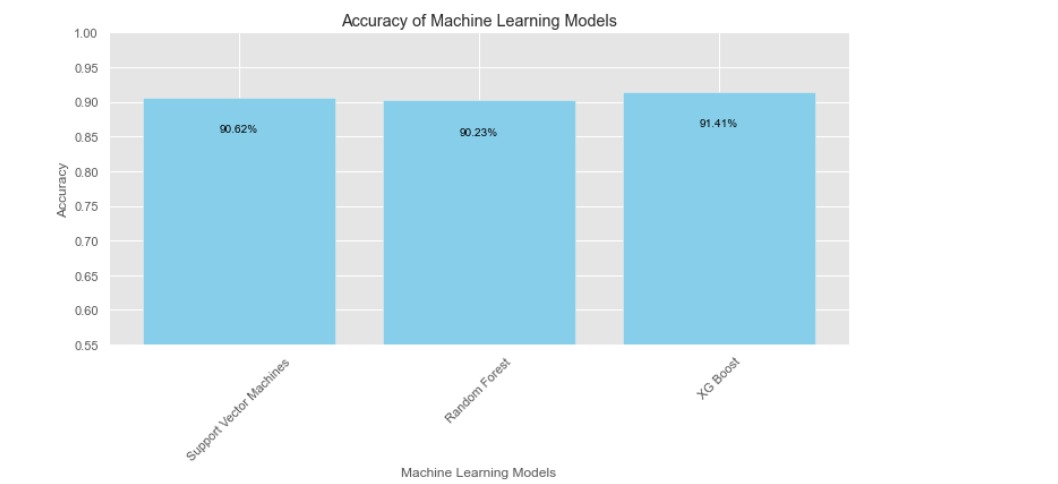 Accuracy of Machine Learning Models
1.00
0.95
0.90
0.85
0.80
0.75
0.70
0.65
0.60
0.55
Accuracy
90.62%
90.23%
91.41%
Support Vector Machines
Random Forest
XG Boost
Machine Learning Models